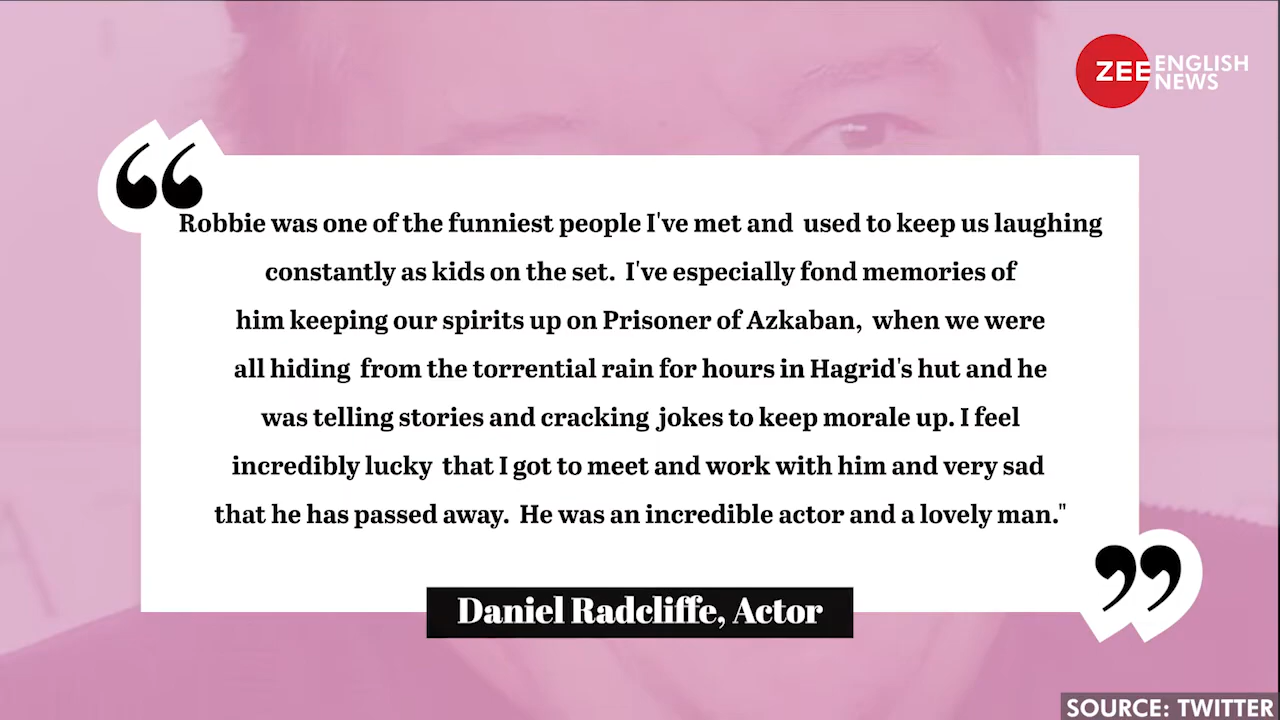 ZEE ENGLISH
NEWS
“
Robbie was one of the funniest people I've met and used to keep us laughing
constantly as kids on the set. I've especially fond memories of
him keeping our spirits up on Prisoner of Azkaban, when we were
all hiding from the torrential rain for hours in Hagrid's hut and he
was telling stories and cracking jokes to keep morale up. I feel
incredibly lucky that I got to meet and work with him and very sad
that he has passed away. He was an incredible actor and a lovely man."
”
Daniel Radcliffe, Actor
SOURCE: TWITTER